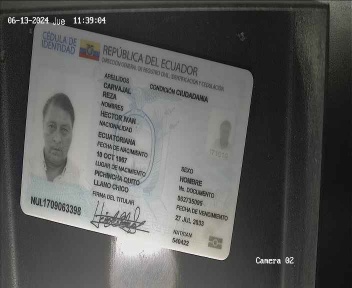 06-13-2024 Jue 11:39:04
CÉDULA DE
IDENTIDAD
REPÚBLICA DEL ECUADOR
DIRECCIÓN GENERAL DE REGISTRO CIVIL, IDENTIFICACIÓN Y CEDULACIÓN
APELLIDOS
CARVAJAL
REZA
NOMBRES
HECTOR IVAN
NACIONALIDAD
ECUATORIANA
FECHA DE NACIMIENTO
10 OCT 1967
LUGAR DE NACIMIENTO
PICHINCHA QUITO
LLANO CHICO
FIRMA DEL TITULAR
CONDICIÓN CIUDADANÍA
SEXO
HOMBRE
No. DOCUMENTO
FECHA DE VENCIMIENTO
27 JUL 2033
NAT/CAN
540422
NUI.1709063398
Camera 02